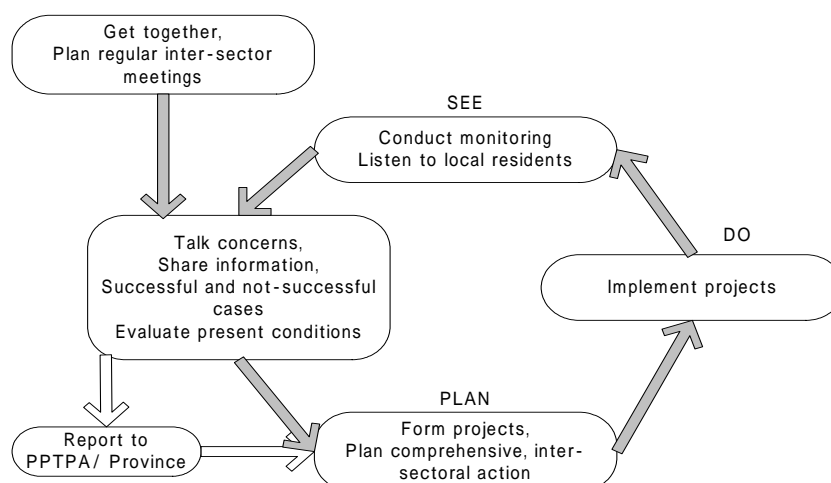 Get together,
Plan regular inter-sector
meetings
SEE
Conduct monitoring
Listen to local residents
Talk concerns,
Share information,
Successful and not-successful
cases
Evaluate present conditions
DO
Implement projects
PLAN
Form projects,
Plan comprehensive, inter-
sectoral action
Report to
PPTPA/ Province